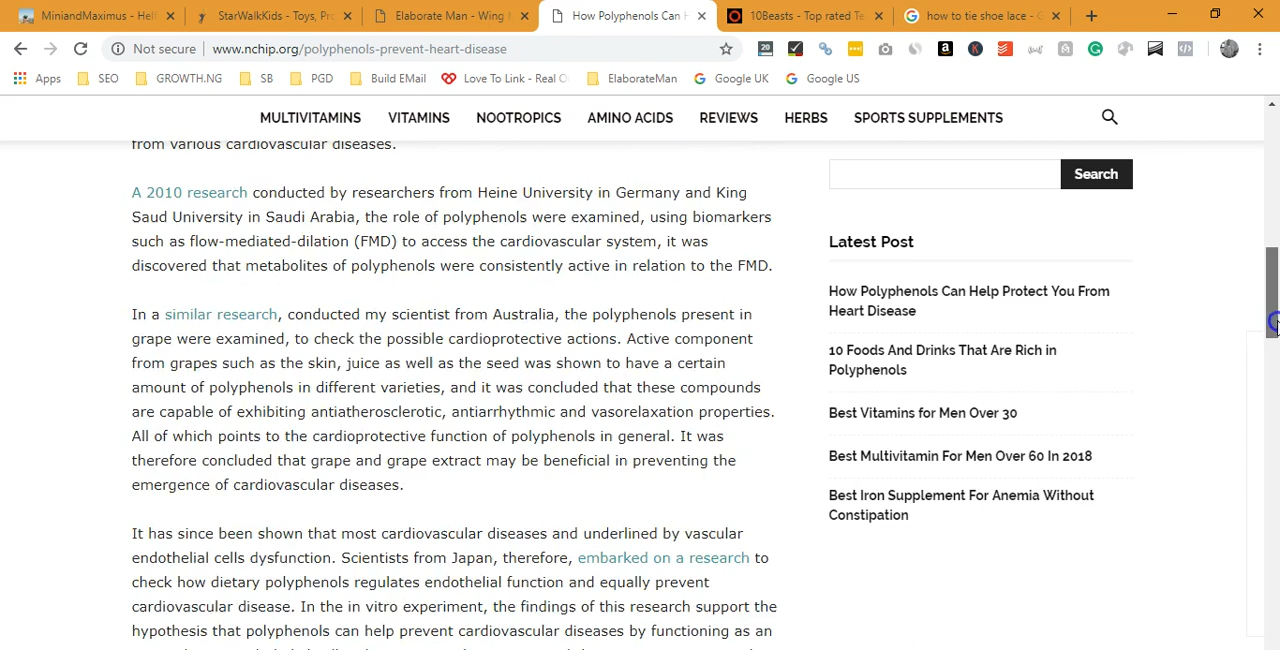 MiniandMaximus - Hel
StarWalkKids - Toys, Pr
Elaborate Man - Wing
How Polyphenols Can
10Beasts - Top rated Te
how to tie shoe lace - G
Not secure www.nchip.org/polyphenols-prevent-heart-disease
20
Apps SEO GROWTH.NG SB PGD Build EMail Love To Link - Real C ElaborateMan Google UK Google US
MULTIVITAMINS VITAMINS NOOTROPICS AMINO ACIDS REVIEWS HERBS SPORTS SUPPLEMENTS
from various cardiovascular diseases.
A 2010 research conducted by researchers from Heine University in Germany and King
Saud University in Saudi Arabia, the role of polyphenols were examined, using biomarkers
such as flow-mediated-dilation (FMD) to access the cardiovascular system, it was
discovered that metabolites of polyphenols were consistently active in relation to the FMD.
In a similar research, conducted my scientist from Australia, the polyphenols present in
grape were examined, to check the possible cardioprotective actions. Active component
from grapes such as the skin, juice as well as the seed was shown to have a certain
amount of polyphenols in different varieties, and it was concluded that these compounds
are capable of exhibiting antiatherosclerotic, antiarrhythmic and vasorelaxation properties.
All of which points to the cardioprotective function of polyphenols in general. It was
therefore concluded that grape and grape extract may be beneficial in preventing the
emergence of cardiovascular diseases.
It has since been shown that most cardiovascular diseases and underlined by vascular
endothelial cells dysfunction. Scientists from Japan, therefore, embarked on a research to
check how dietary polyphenols regulates endothelial function and equally prevent
cardiovascular disease. In the in vitro experiment, the findings of this research support the
hypothesis that polyphenols can help prevent cardiovascular diseases by functioning as an
Search
Latest Post
How Polyphenols Can Help Protect You From
Heart Disease
10 Foods And Drinks That Are Rich in
Polyphenols
Best Vitamins for Men Over 30
Best Multivitamin For Men Over 60 In 2018
Best Iron Supplement For Anemia Without
Constipation